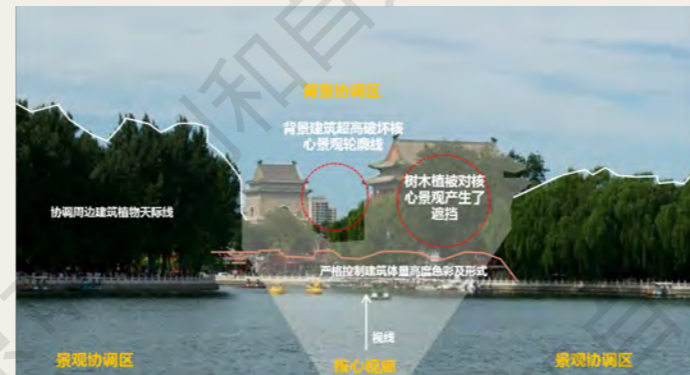 背景协调区
背景建筑超高破坏核
心景观轮廓线
树木植被对核
心景观产生了
遮挡
协调周边建筑植物天际线
严格控制建筑体量高度色彩及形式
视线
景观协调区
核心视廊
景观协调区